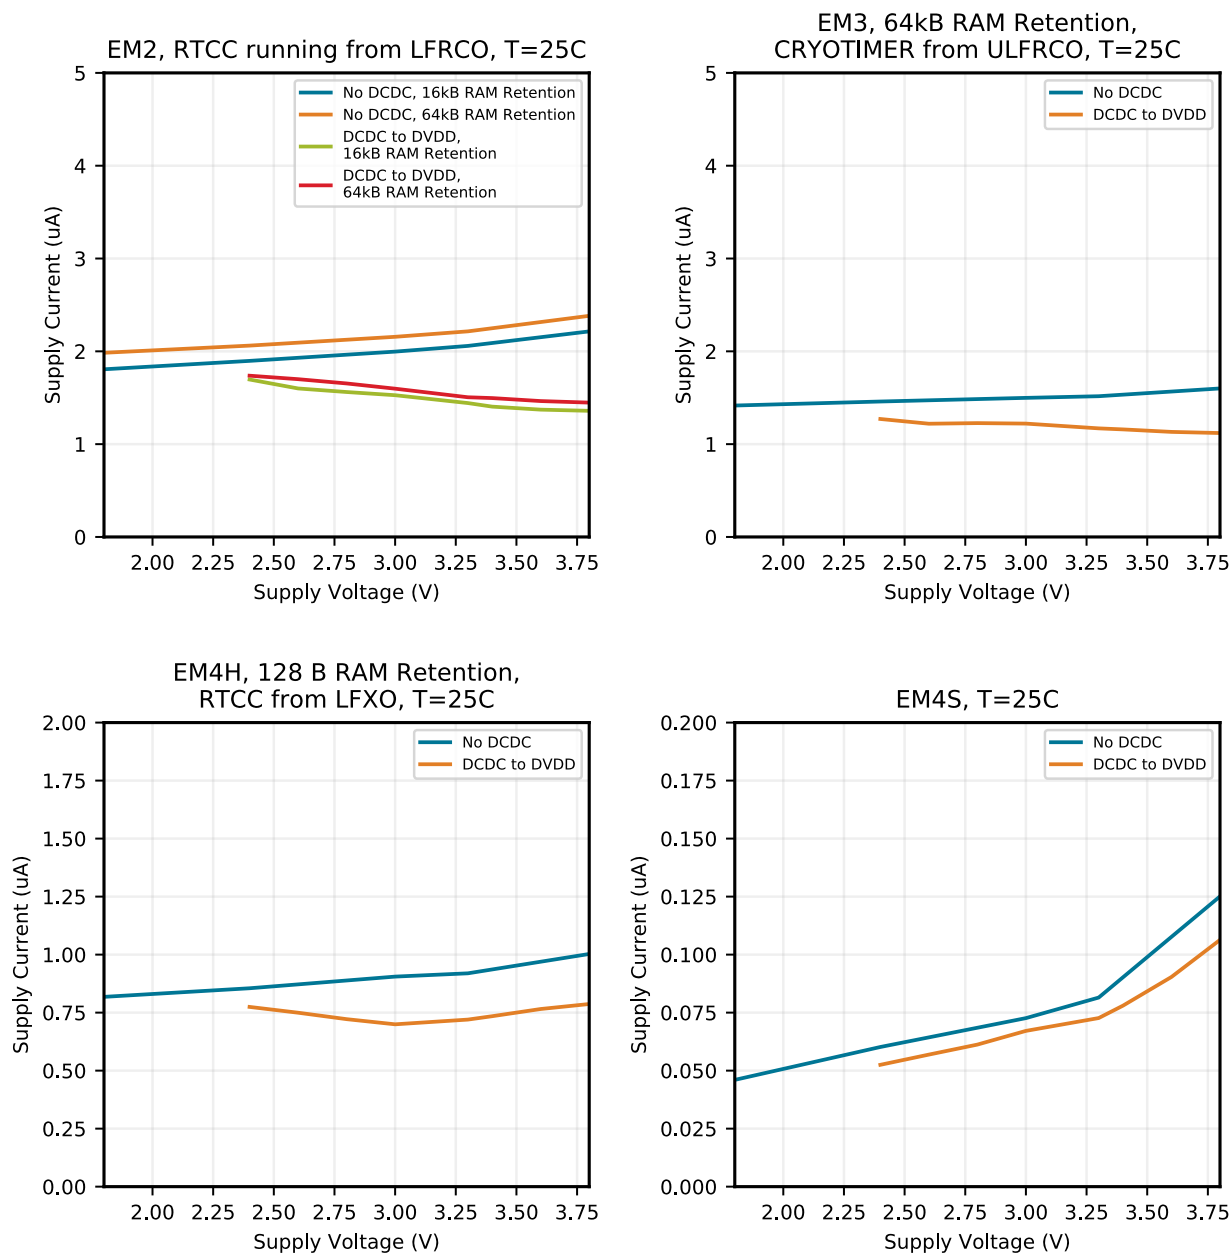 EM2, RTCC running from LFRCO, T=25C
5
4
3
2
1
0
Supply Current (uA)
No DCDC, 16kB RAM Retention
No DCDC, 64kB RAM Retention
DCDC to DVDD,
16kB RAM Retention
DCDC to DVDD,
64kB RAM Retention
2.00 2.25 2.50 2.75 3.00 3.25 3.50 3.75
Supply Voltage (V)
EM3, 64kB RAM Retention,
CRYOTIMER from ULFRCO, T=25C
5
4
3
2
1
0
Supply Current (uA)
No DCDC
DCDC to DVDD
2.00 2.25 2.50 2.75 3.00 3.25 3.50 3.75
Supply Voltage (V)
EM4H, 128 B RAM Retention,
RTCC from LFXO, T=25C
2.00
1.75
1.50
1.25
1.00
0.75
0.50
0.25
0.00
Supply Current (uA)
No DCDC
DCDC to DVDD
2.00 2.25 2.50 2.75 3.00 3.25 3.50 3.75
Supply Voltage (V)
EM4S, T=25C
0.200
0.175
0.150
0.125
0.100
0.075
0.050
0.025
0.000
Supply Current (uA)
No DCDC
DCDC to DVDD
2.00 2.25 2.50 2.75 3.00 3.25 3.50 3.75
Supply Voltage (V)